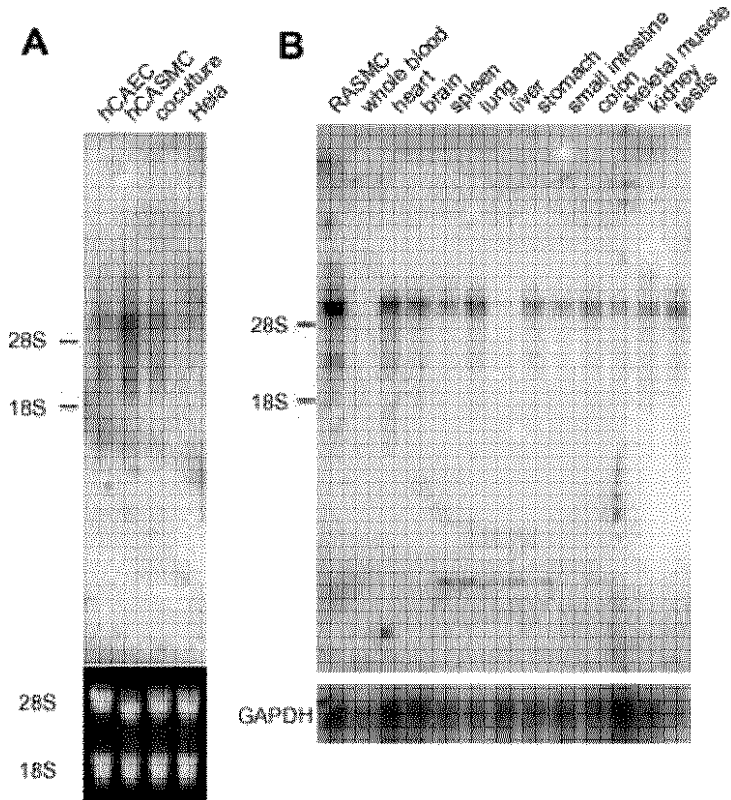 A
hCAEC
hCASMC
coculture
Hela
28S
18S
28S
18S
B
RASMC
whole blood
heart
brain
spleen
lung
liver
stomach
small intestine
colon
skeletal muscle
kidney
testis
28S
18S
GAPDH